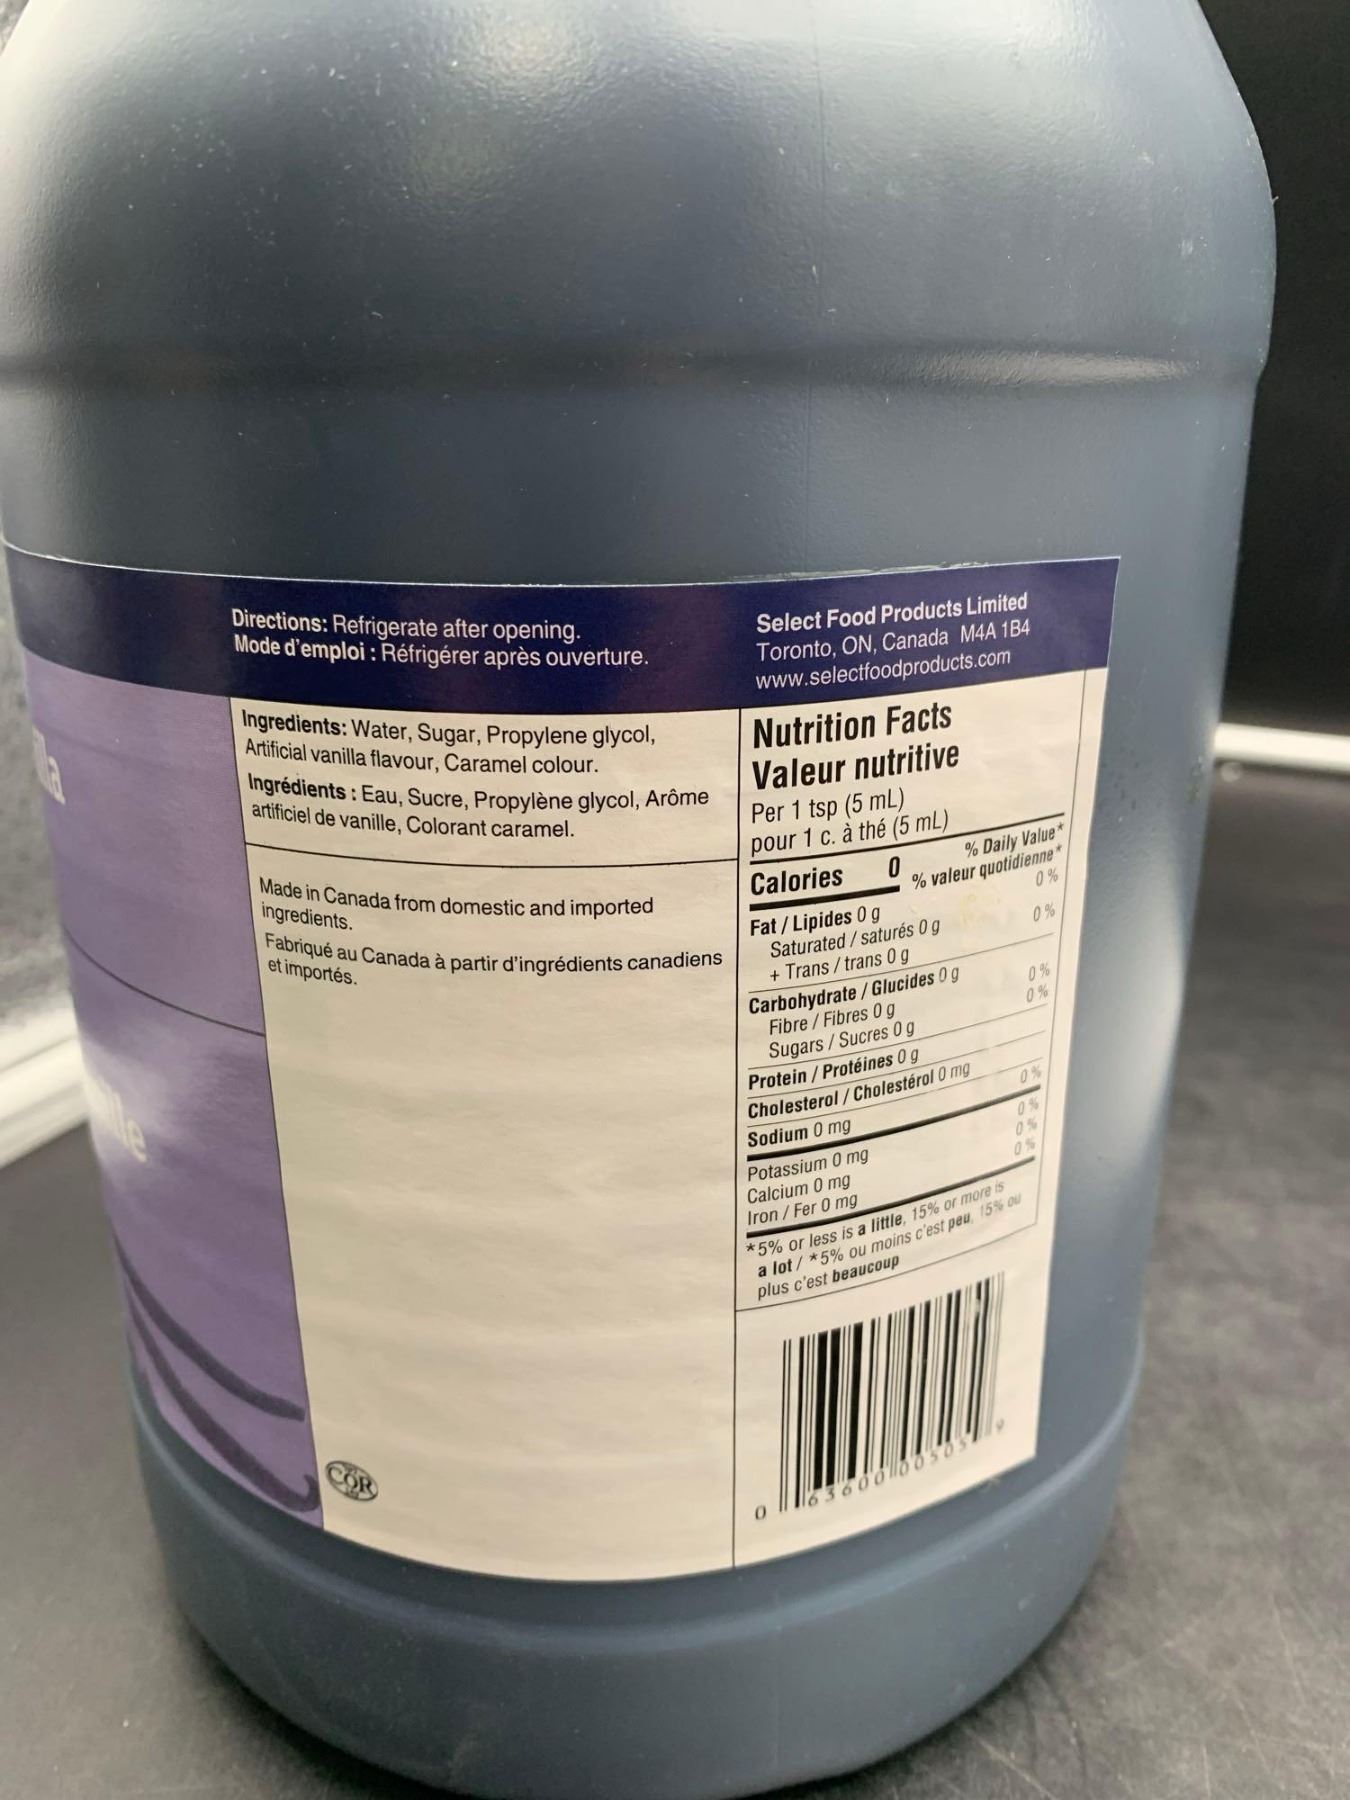 Directions: Refrigerate after opening.
Mode d'emploi : Réfrigérer après ouverture.
Select Food Products Limited
Toronto, ON, Canada M4A 1B4
www.selectfoodproducts.com
Ingredients: Water, Sugar, Propylene glycol,
Artificial vanilla flavour, Caramel colour.
Ingrédients : Eau, Sucre, Propylène glycol, Arôme
artificiel de vanille, Colorant caramel.
Made in Canada from domestic and imported
ingredients.
Fabriqué au Canada à partir d'ingrédients canadiens
et importés.
COR
Nutrition Facts
Valeur nutritive
Per 1 tsp (5 mL)
pour 1 c. à thé (5 mL)
% Daily Value*
Calories 0 % valeur quotidienne*
Fat / Lipides 0 g 0 %
Saturated / saturés 0 g 0 %
+ Trans / trans 0 g
Carbohydrate / Glucides 0 g
Fibre / Fibres 0 g 0 %
Sugars / Sucres 0 g 0 %
Protein / Protéines 0 g
Cholesterol / Cholestérol 0 mg
Sodium 0 mg 0 %
Potassium 0 mg 0 %
Calcium 0 mg 0 %
Iron / Fer 0 mg 0 %
*5% or less is a little, 15% or more is
a lot / *5% ou moins c'est peu, 15% ou
plus c'est beaucoup